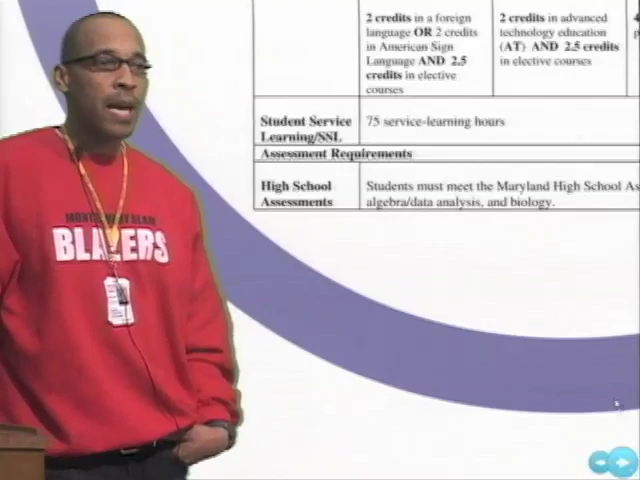 2 credits in a foreign
language OR 2 credits
in American Sign
Language AND 2.5
credits in elective
courses
2 credits in advanced
technology education
(AT) AND 2.5 credits
in elective courses
4
p
Student Service
Learning/SSL
75 service-learning hours
Assessment Requirements
High School
Assessments
Students must meet the Maryland High School As
algebra/data analysis, and biology.
MONTGOMERY BLAIR
BLAZERS